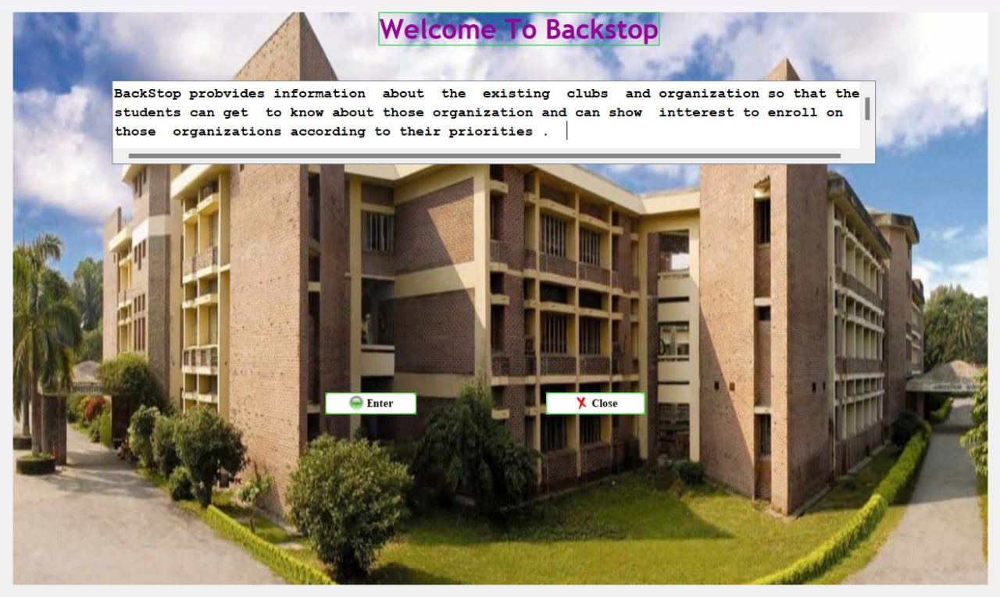 Welcome To Backstop
BackStop probvides information about the existing clubs and organization so that the
students can get to know about those organization and can show intterest to enroll on
those organizations according to their priorities .
Enter
Close